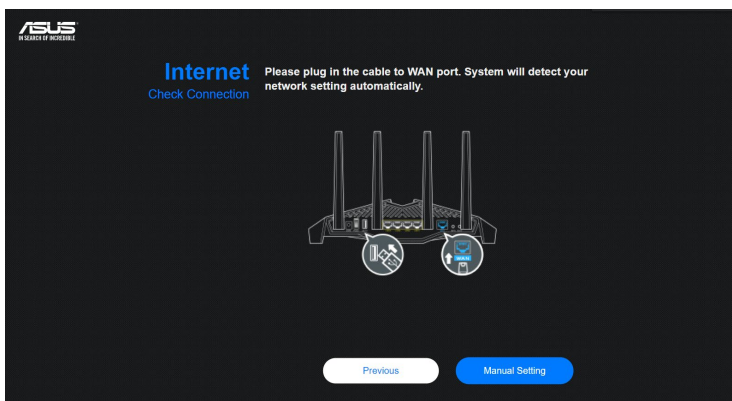 ASUS
IN SEARCH OF INCREDIBLE
Internet
Check Connection
Please plug in the cable to WAN port. System will detect your
network setting automatically.
WAN
Previous
Manual Setting